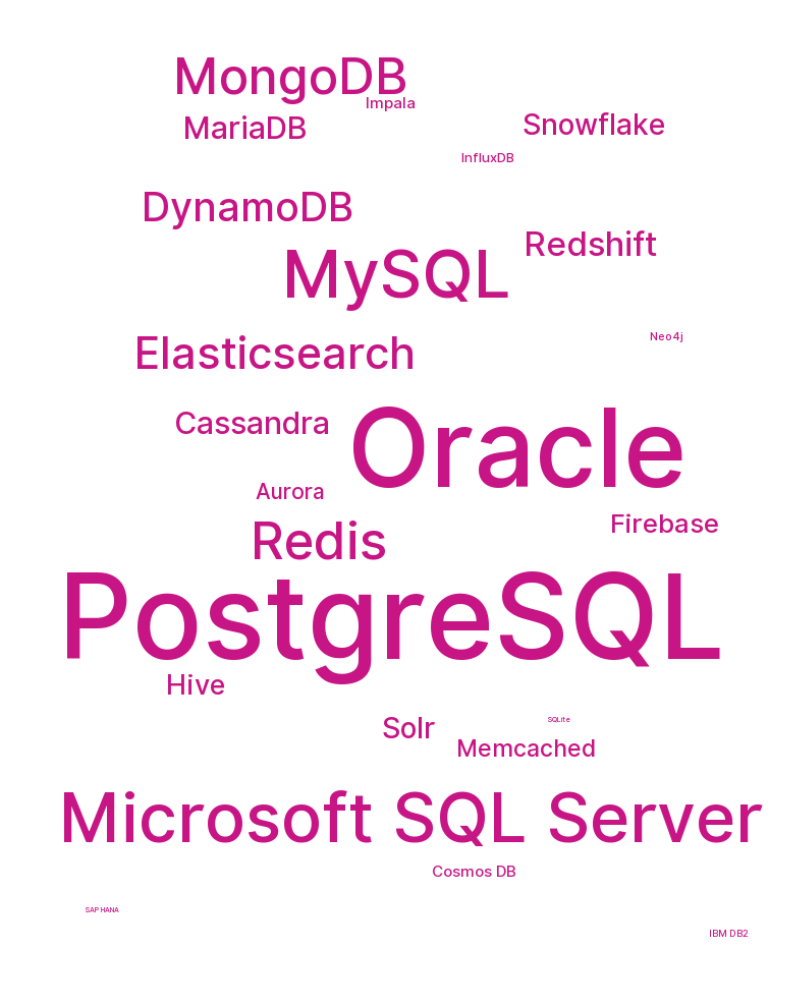 MongoDB
Impala
MariaDB
Snowflake
InfluxDB
DynamoDB
Redshift
MySQL
Neo4j
Elasticsearch
Cassandra
Oracle
Aurora
Firebase
Redis
PostgreSQL
Hive
SQLite
Solr
Memcached
Microsoft SQL Server
Cosmos DB
SAP HANA
IBM DB2